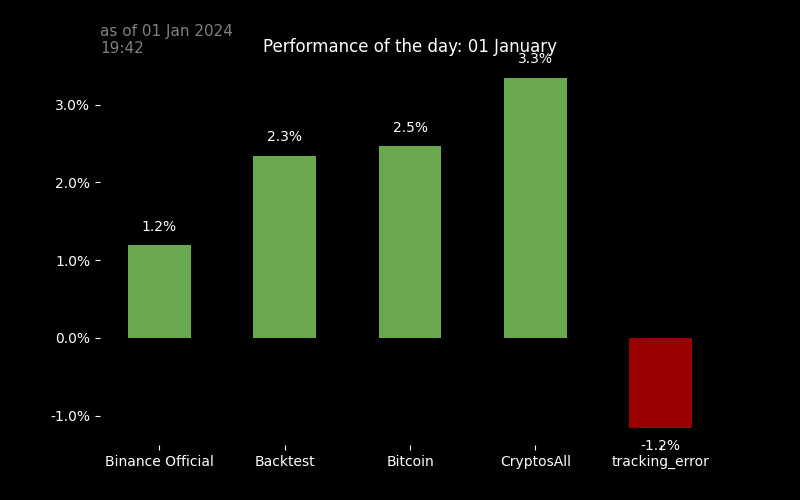 as of 01 Jan 2024
19:42
Performance of the day: 01 January
3.3%
2.5%
2.3%
1.2%
-1.2%
3.0%
2.0%
1.0%
0.0%
-1.0%
Binance Official
Backtest
Bitcoin
CryptosAll
tracking_error